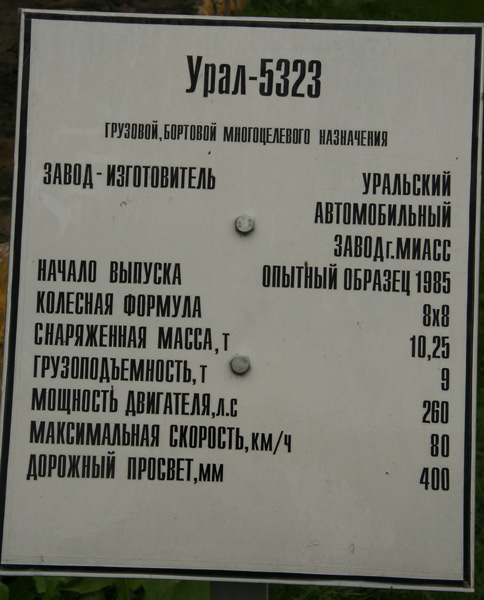 Урал-5323
ГРУЗОВОЙ, БОРТОВОЙ МНОГОЦЕЛЕВОГО НАЗНАЧЕНИЯ
ЗАВОД - ИЗГОТОВИТЕЛЬ УРАЛЬСКИЙ
АВТОМОБИЛЬНЫЙ
ЗАВОД г. МИАСС
НАЧАЛО ВЫПУСКА ОПЫТНЫЙ ОБРАЗЕЦ 1985
КОЛЕСНАЯ ФОРМУЛА 8x8
СНАРЯЖЕННАЯ МАССА, Т 10,25
ГРУЗОПОДЪЕМНОСТЬ, Т 9
МОЩНОСТЬ ДВИГАТЕЛЯ, Л.С 260
МАКСИМАЛЬНАЯ СКОРОСТЬ, КМ/Ч 80
ДОРОЖНЫЙ ПРОСВЕТ, ММ 400